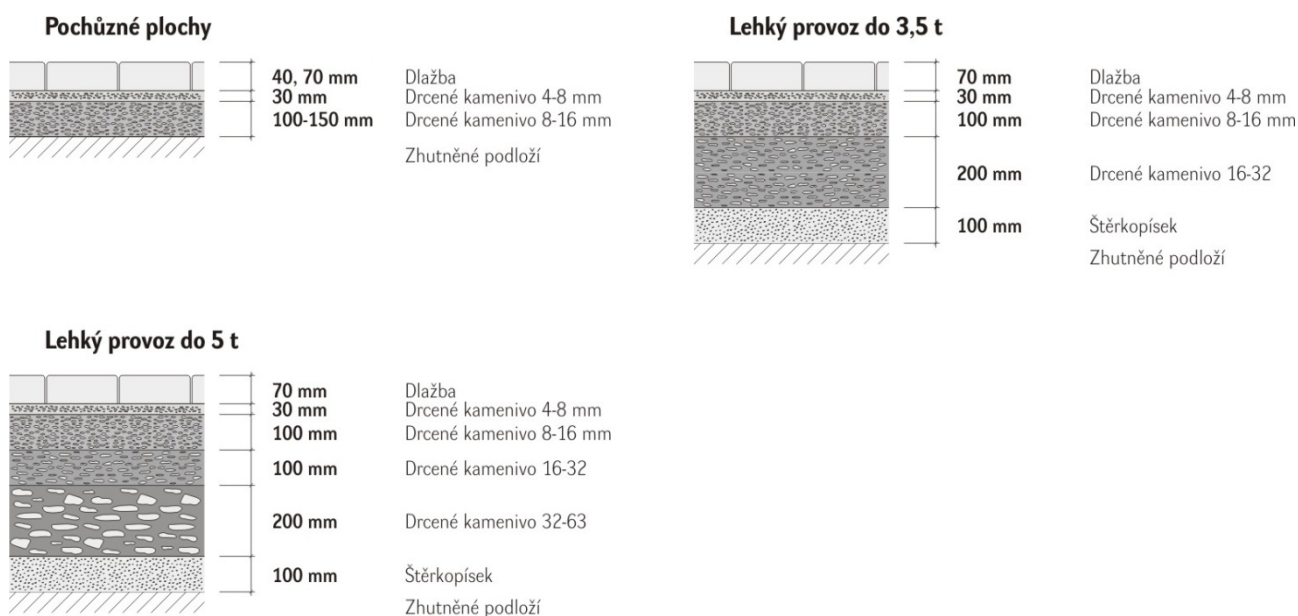 Pochůzné plochy
40, 70 mm Dlažba
30 mm Drcené kamenivo 4-8 mm
100-150 mm Drcené kamenivo 8-16 mm
Zhutněné podloží
Lehký provoz do 3,5 t
70 mm Dlažba
30 mm Drcené kamenivo 4-8 mm
100 mm Drcené kamenivo 8-16 mm
200 mm Drcené kamenivo 16-32
100 mm Štěrkopísek
Zhutněné podloží
Lehký provoz do 5 t
70 mm Dlažba
30 mm Drcené kamenivo 4-8 mm
100 mm Drcené kamenivo 8-16 mm
100 mm Drcené kamenivo 16-32
200 mm Drcené kamenivo 32-63
100 mm Štěrkopísek
Zhutněné podloží